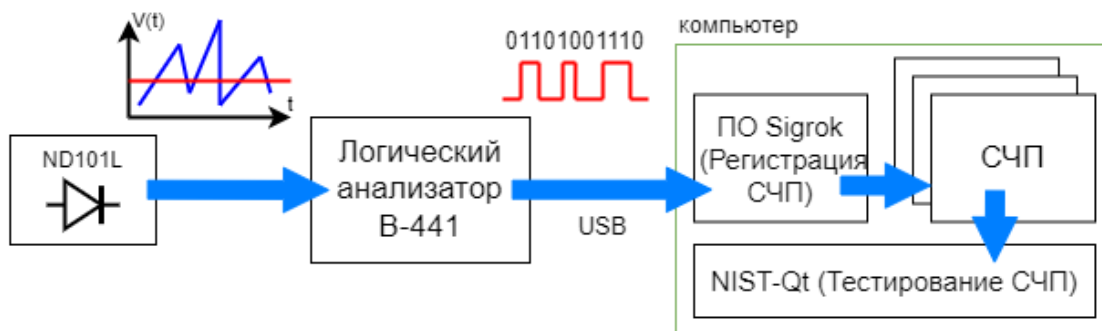 V(t)
t
ND101L
Логический
анализатор
В-441
01101001110
USB
компьютер
ПО Sigrok
(Регистрация
СЧП)
СЧП
NIST-Qt (Тестирование СЧП)